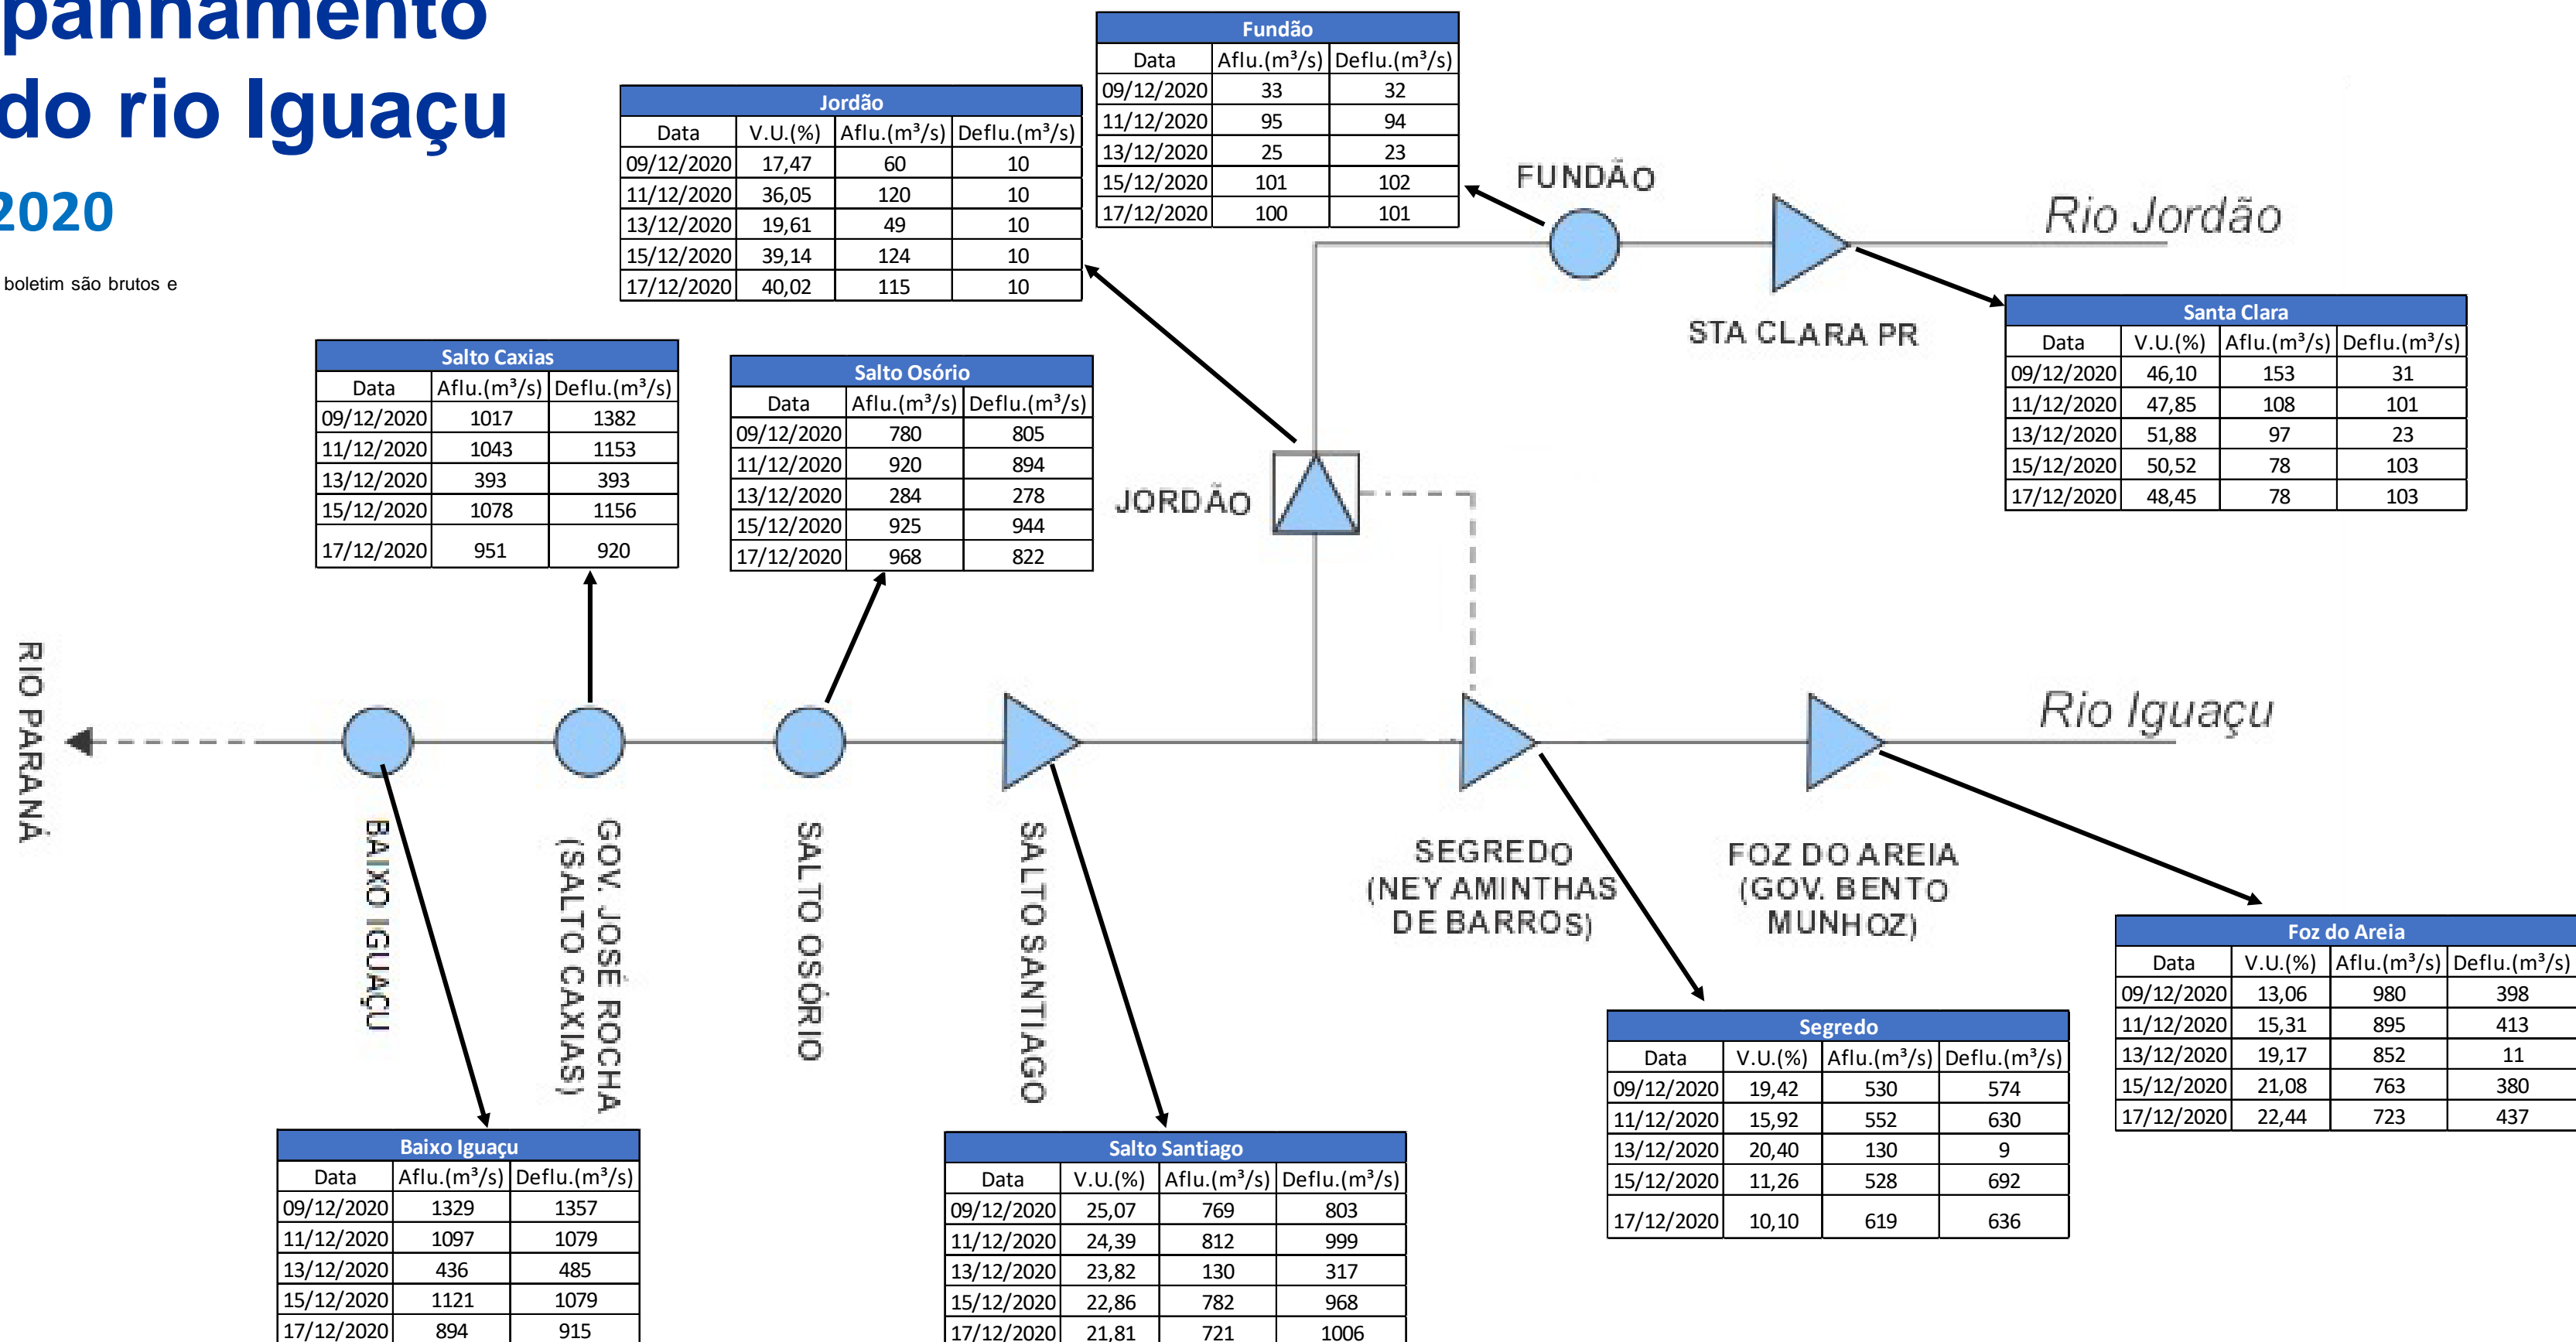 panhamento
do rio Iguaçu
2020
boletim são brutos e
Fundão
Data Aflu.(m³/s) Deflu.(m³/s)
09/12/2020 33 32
11/12/2020 95 94
13/12/2020 25 23
15/12/2020 101 102
17/12/2020 100 101
Jordão
Data V.U.(%) Aflu.(m³/s) Deflu.(m³/s)
09/12/2020 17,47 60 10
11/12/2020 36,05 120 10
13/12/2020 19,61 49 10
15/12/2020 39,14 124 10
17/12/2020 40,02 115 10
FUNDÃO
Rio Jordão
STA CLARA PR
Santa Clara
Data V.U.(%) Aflu.(m³/s) Deflu.(m³/s)
09/12/2020 46,10 153 31
11/12/2020 47,85 108 101
13/12/2020 51,88 97 23
15/12/2020 50,52 78 103
17/12/2020 48,45 78 103
Salto Caxias
Data Aflu.(m³/s) Deflu.(m³/s)
09/12/2020 1017 1382
11/12/2020 1043 1153
13/12/2020 393 393
15/12/2020 1078 1156
17/12/2020 951 920
Salto Osório
Data Aflu.(m³/s) Deflu.(m³/s)
09/12/2020 780 805
11/12/2020 920 894
13/12/2020 284 278
15/12/2020 925 944
17/12/2020 968 822
JORDÃO
RIO PARANÁ
Rio Iguaçu
BAIXO IGUAÇU
GOV. JOSÉ ROCHA
(SALTO CAXIAS)
SALTO OSÓRIO
SALTO SANTIAGO
SEGREDO
(NEY AMINTHAS
DE BARROS)
FOZ DO AREIA
(GOV. BENTO
MUNHOZ)
Foz do Areia
Data V.U.(%) Aflu.(m³/s) Deflu.(m³/s)
09/12/2020 13,06 980 398
11/12/2020 15,31 895 413
13/12/2020 19,17 852 11
15/12/2020 21,08 763 380
17/12/2020 22,44 723 437
Segredo
Data V.U.(%) Aflu.(m³/s) Deflu.(m³/s)
09/12/2020 19,42 530 574
11/12/2020 15,92 552 630
13/12/2020 20,40 130 9
15/12/2020 11,26 528 692
17/12/2020 10,10 619 636
Baixo Iguaçu
Data Aflu.(m³/s) Deflu.(m³/s)
09/12/2020 1329 1357
11/12/2020 1097 1079
13/12/2020 436 485
15/12/2020 1121 1079
17/12/2020 894 915
Salto Santiago
Data V.U.(%) Aflu.(m³/s) Deflu.(m³/s)
09/12/2020 25,07 769 803
11/12/2020 24,39 812 999
13/12/2020 23,82 130 317
15/12/2020 22,86 782 968
17/12/2020 21,81 721 1006